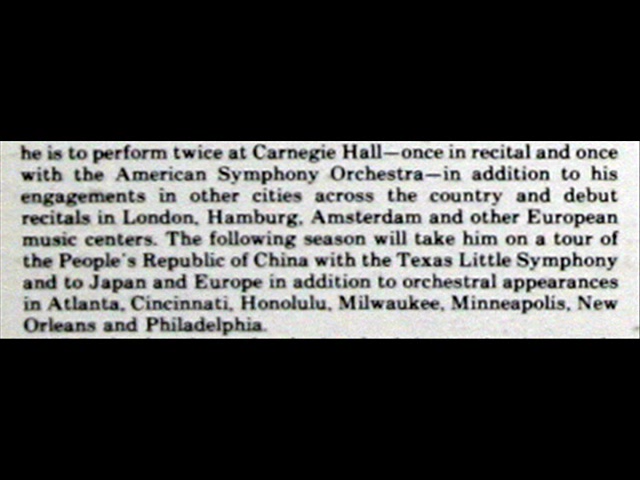 he is to perform twice at Carnegie Hall—once in recital and once
with the American Symphony Orchestra—in addition to his
engagements in other cities across the country and debut
recitals in London, Hamburg, Amsterdam and other European
music centers. The following season will take him on a tour of
the People's Republic of China with the Texas Little Symphony
and to Japan and Europe in addition to orchestral appearances
in Atlanta, Cincinnati, Honolulu, Milwaukee, Minneapolis, New
Orleans and Philadelphia.